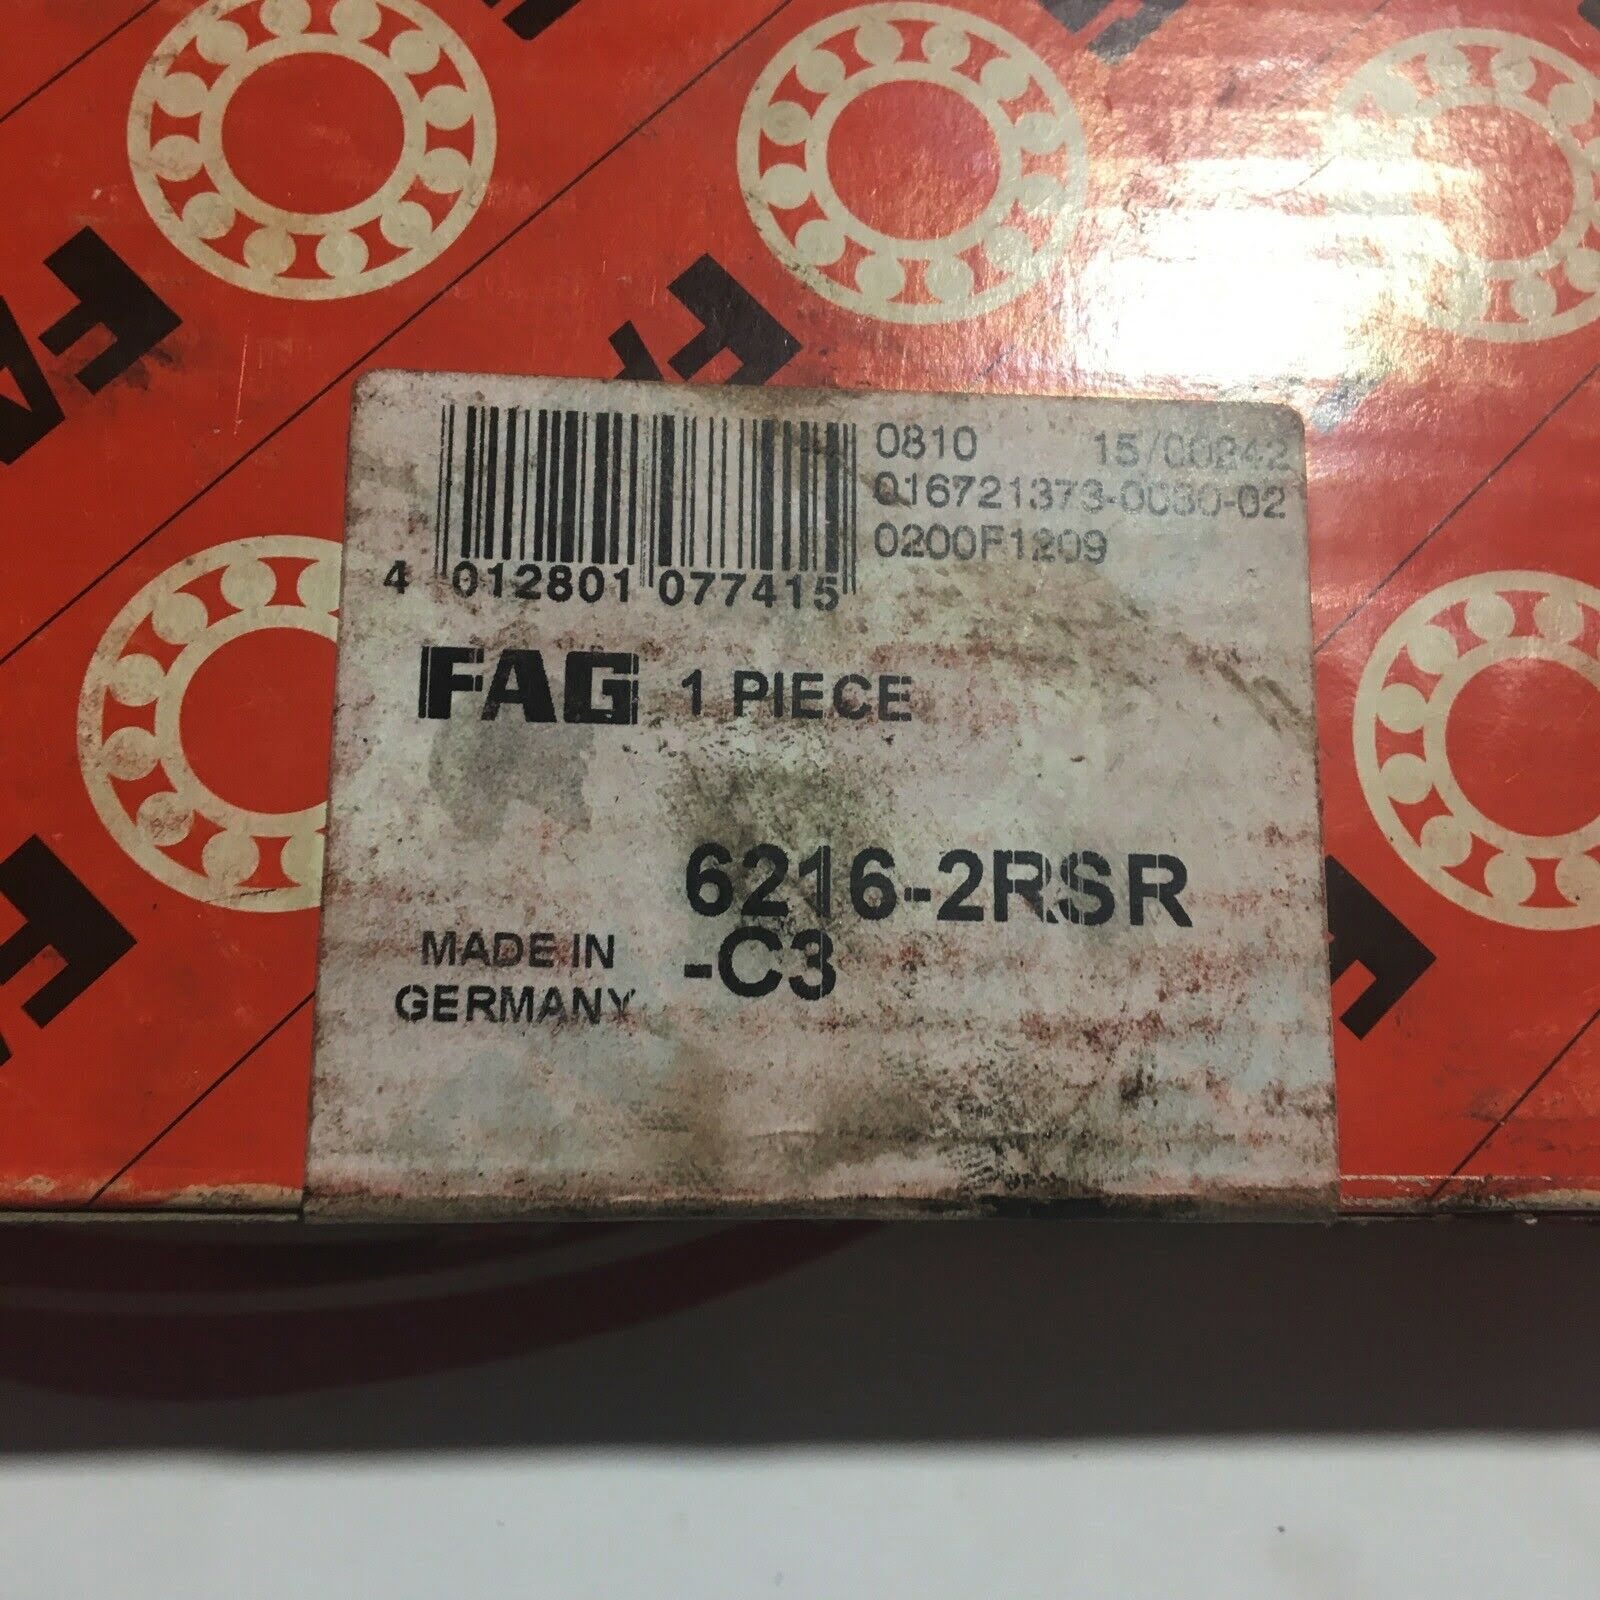 0810 15/00242
016721373-0030-02
0200F1209
4 012801 077415
FAG 1 PIECE
6216-2RSR
-C3
MADE IN
GERMANY